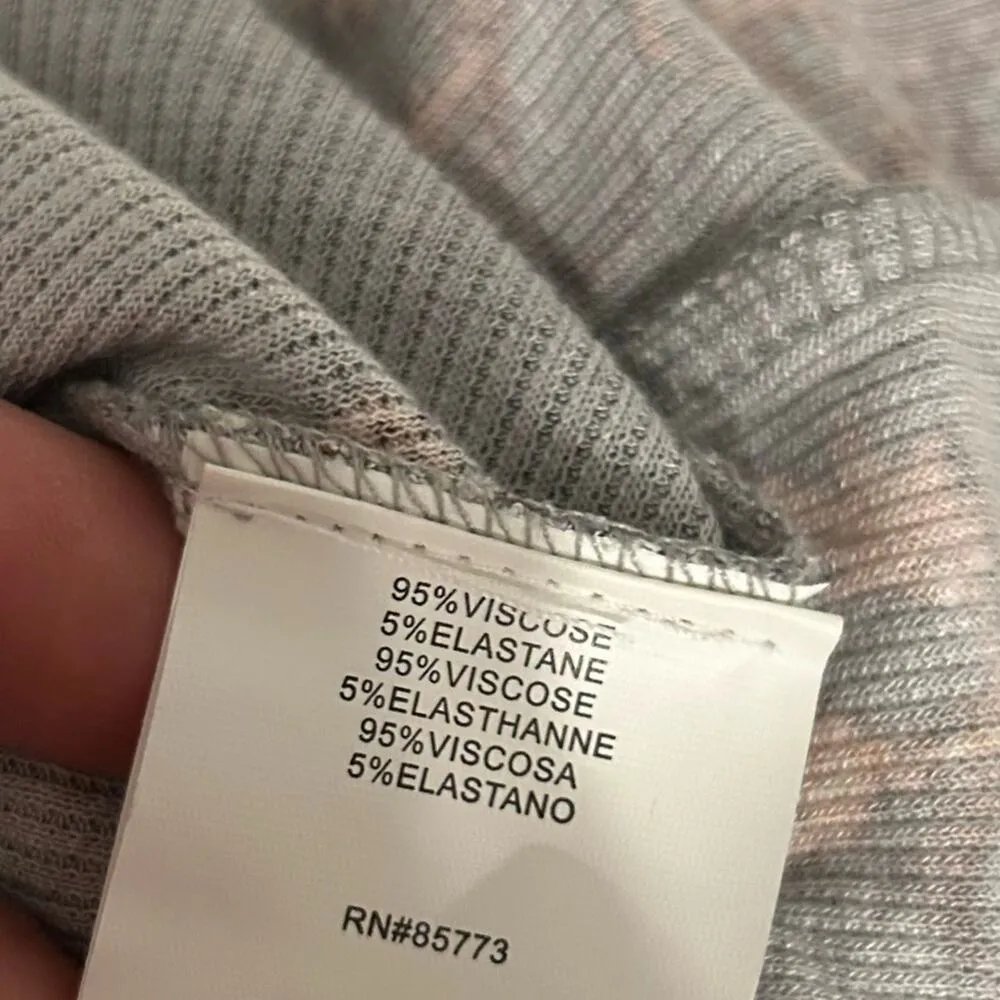 95%VISCOSE
5%ELASTANE
95%VISCOSE
5%ELASTHANNE
95%VISCOSA
5%ELASTANO
RN#85773